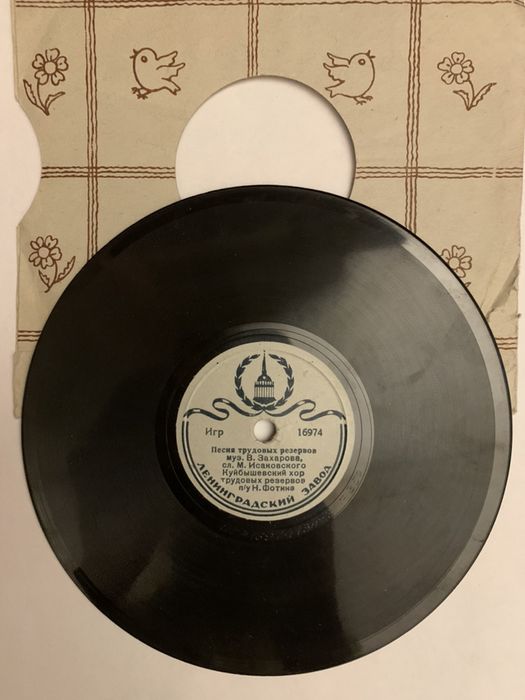 Игр 16974
Песня трудовых резервов
муз. В. Захарова,
сл. М. Исаковского
Куйбышевский хор
трудовых резервов
п/у Н. Фотина
ЛЕНИНГРАДСКИЙ ЗАВОД